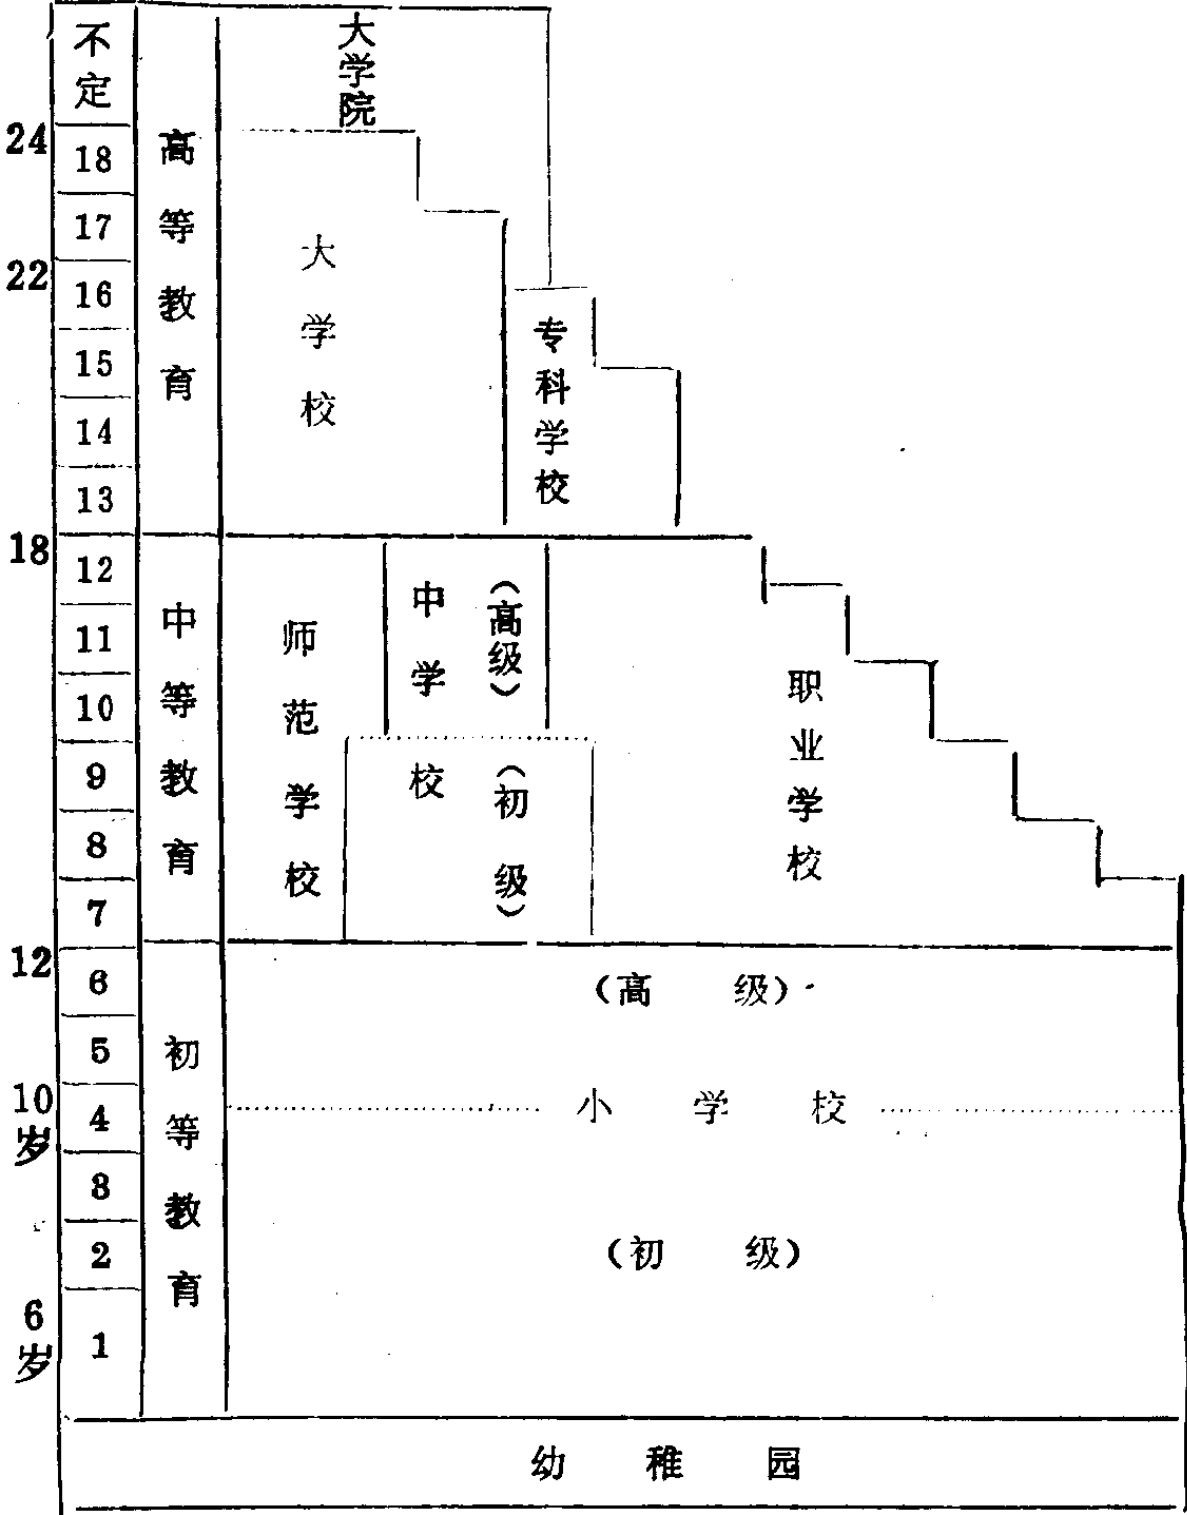 不定
24
18
17
22
16
15
14
13
高等教育
大学院
大学校
专科学校
18
12
11
10
9
8
7
中等教育
师范学校
中学校
(高级)
(初级)
职业学校
12
6
5
10岁
4
3
2
6岁
1
初等教育
(高 级)
小 学 校
(初 级)
幼 稚 园